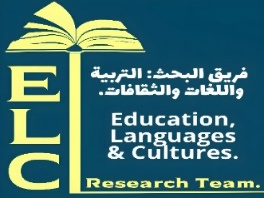 فريق البحث: التربية
واللغات والثقافات.
Education,
Languages
& Cultures.
ELC
Research Team.